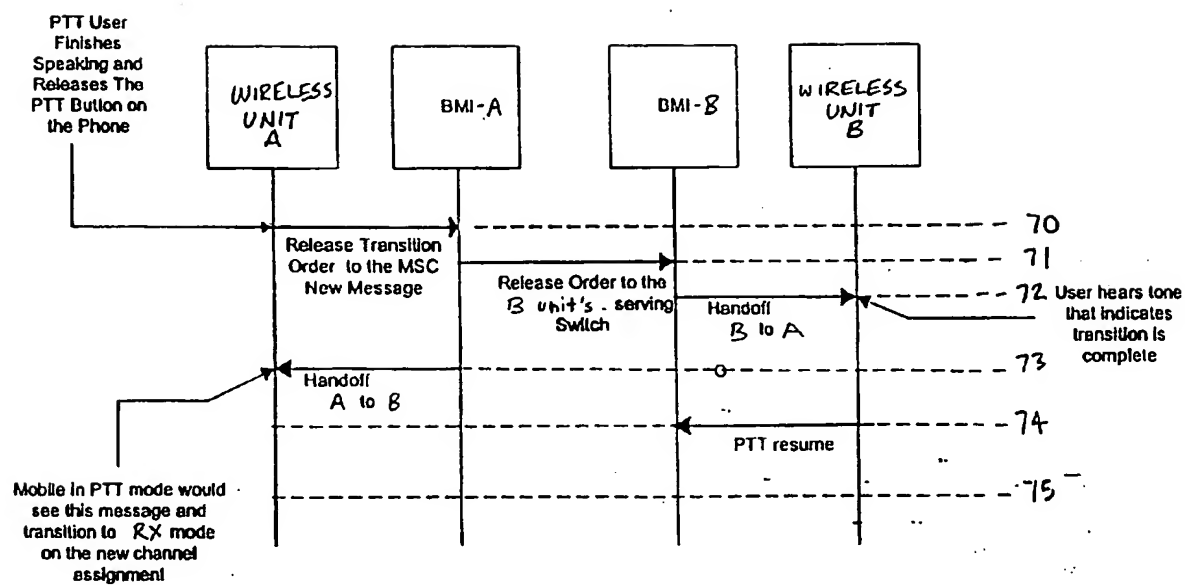 PTT User
Finishes
Speaking and
Releases The
PTT Button on
the Phone
WIRELESS
UNIT
A
BMI-A
BMI-B
WIRELESS
UNIT
B
70
Release Transition
Order to the MSC
New Message
71
Release Order to the
B unit's. serving
Switch
72
Handoff
B to A
User hears tone
that indicates
transition is
complete
73
Handoff
A to B
74
PTT resume
75
Mobile in PTT mode would
see this message and
transition to RX mode
on the new channel
assignment